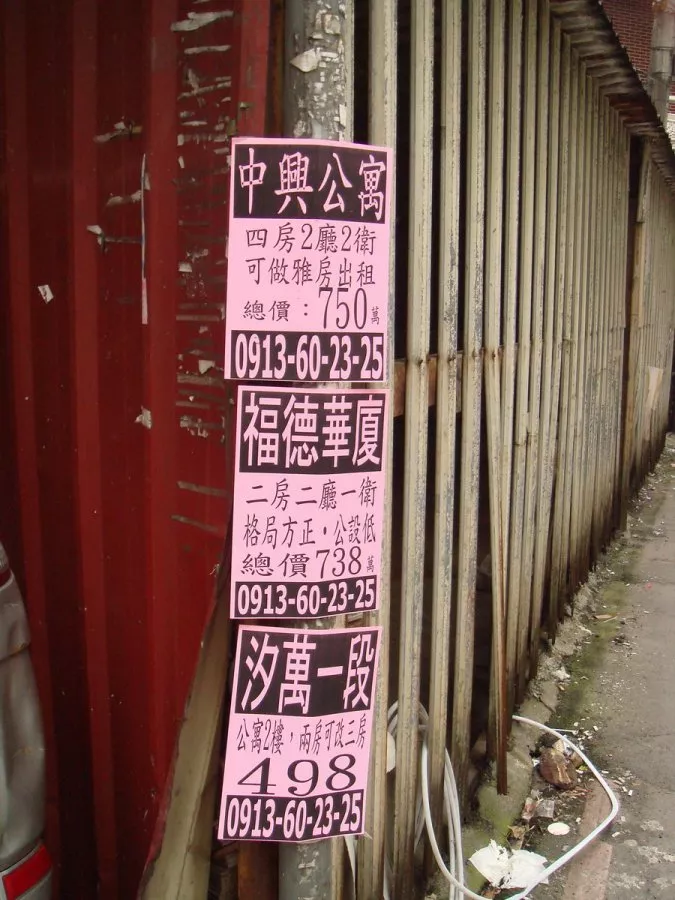 中興公寓
四房2廳2衛
可做雅房出租
總價：750萬
0913-60-23-25
福德華廈
二房二廳一衛
格局方正·公設低
總價738萬
0913-60-23-25
汐萬一段
公寓2樓，兩房可改三房
498
0913-60-23-25